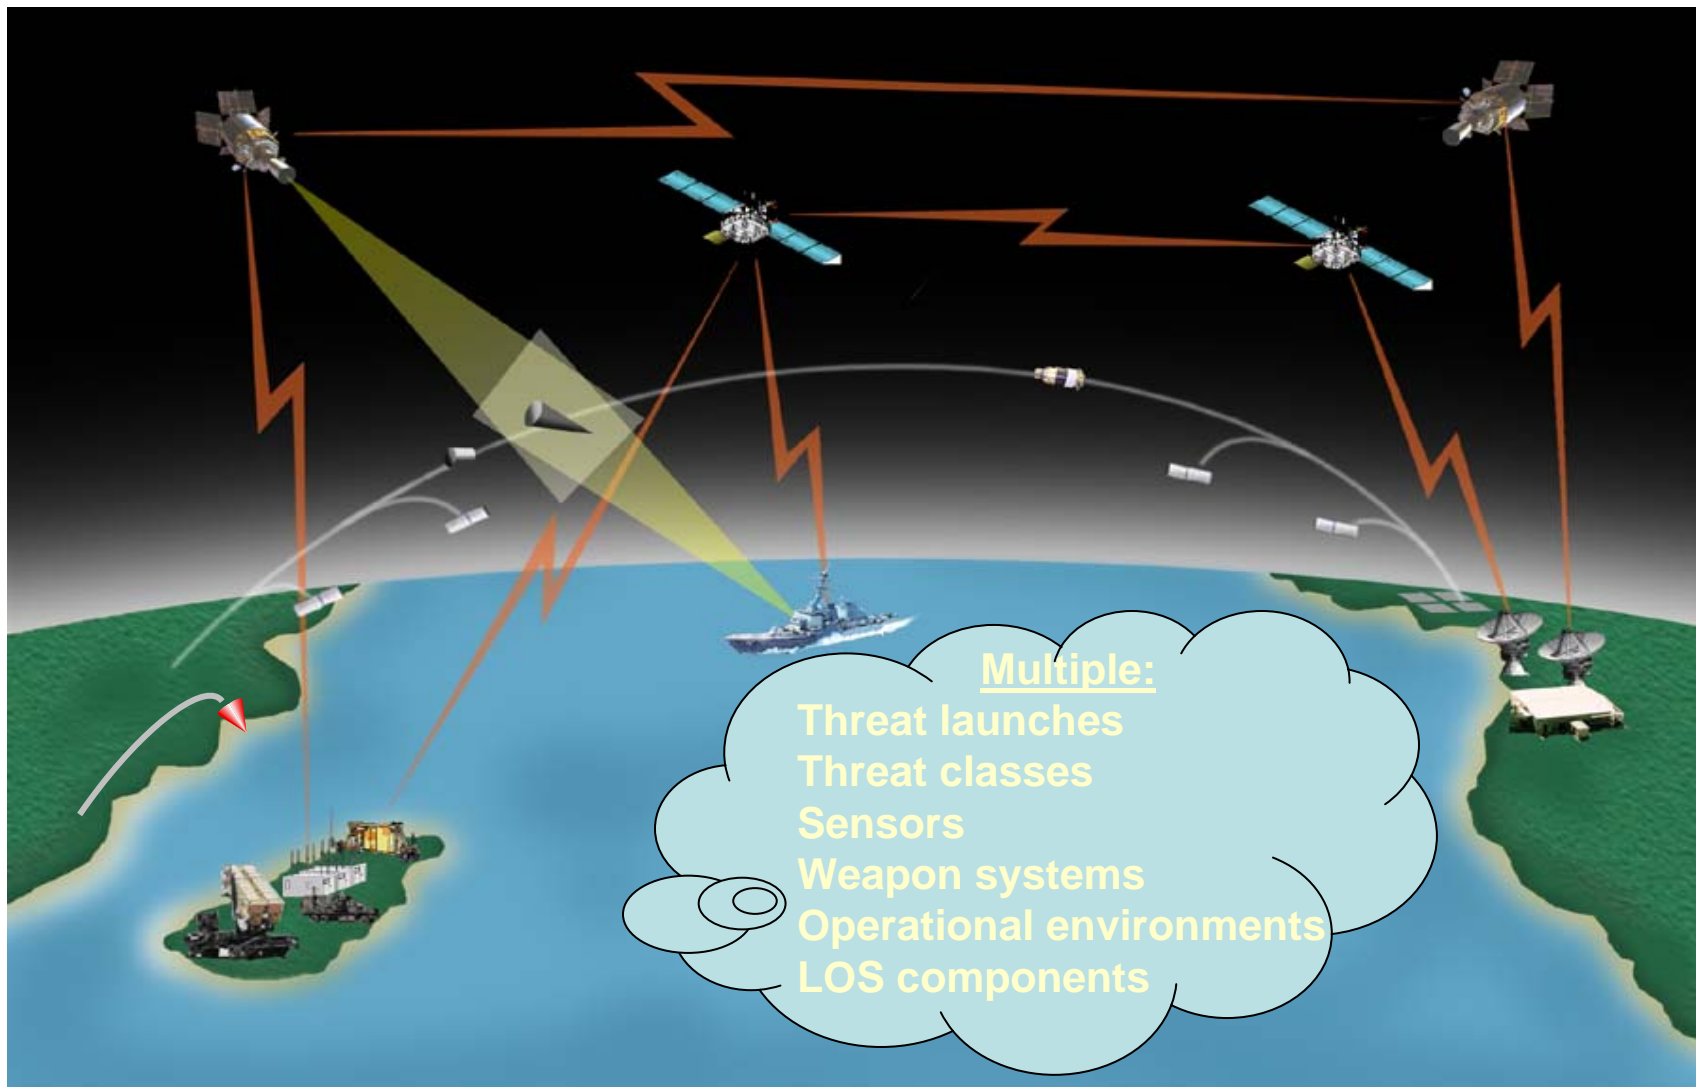 Multiple:
Threat launches
Threat classes
Sensors
Weapon systems
Operational environments
LOS components